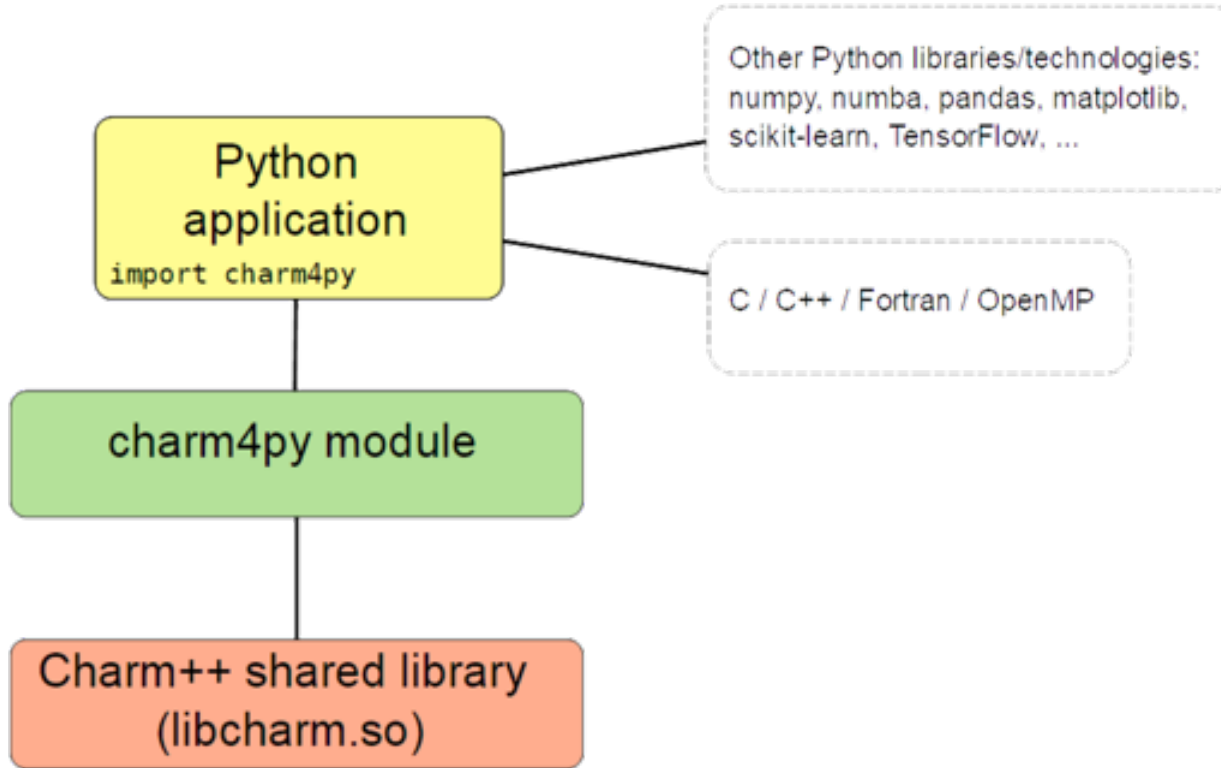 Other Python libraries/technologies:
numpy, numba, pandas, matplotlib,
scikit-learn, TensorFlow, ...
Python
application
import charm4py
C / C++ / Fortran / OpenMP
charm4py module
Charm++ shared library
(libcharm.so)